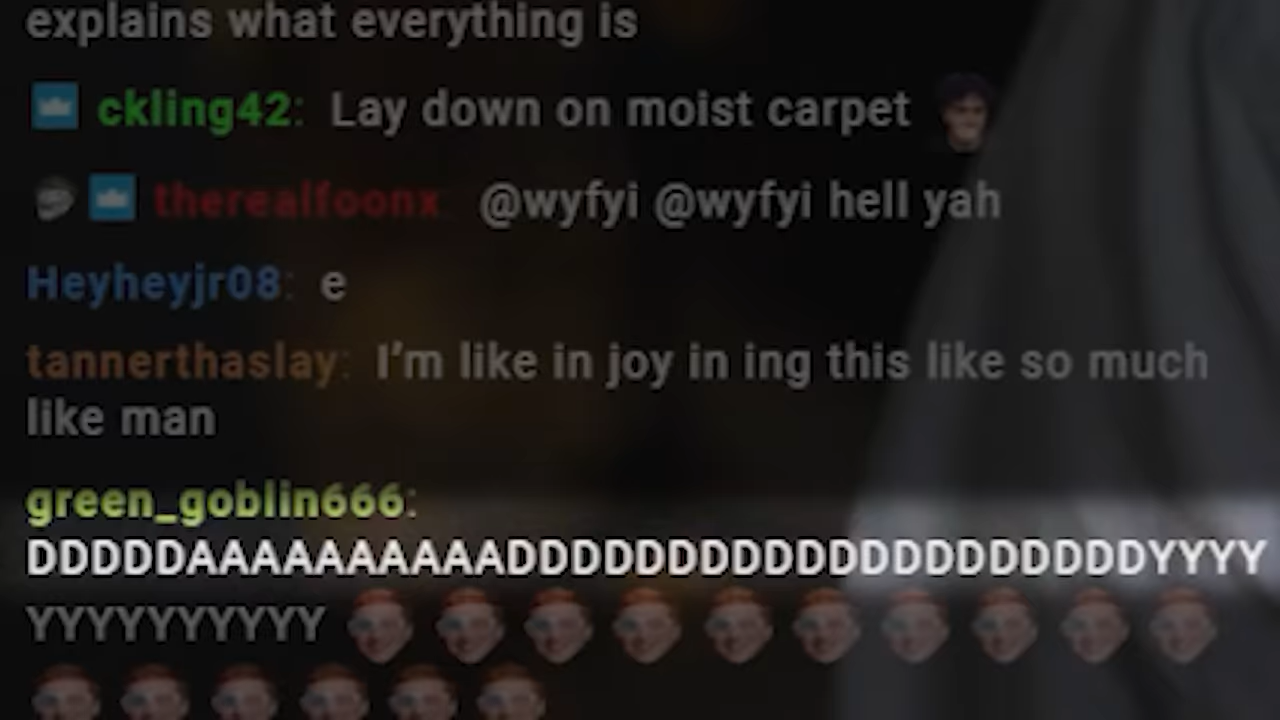 explains what everything is
ckling42: Lay down on moist carpet
therealfoonx: @wyfyi @wyfyi hell yah
Heyheyjr08: e
tannerthaslay: I'm like in joy in ing this like so much
like man
green_goblin666:
DDDDDAAAAAAAAAADDDDDDDDDDDDDDDDDDDDYYYY
YYYYYYYYYY